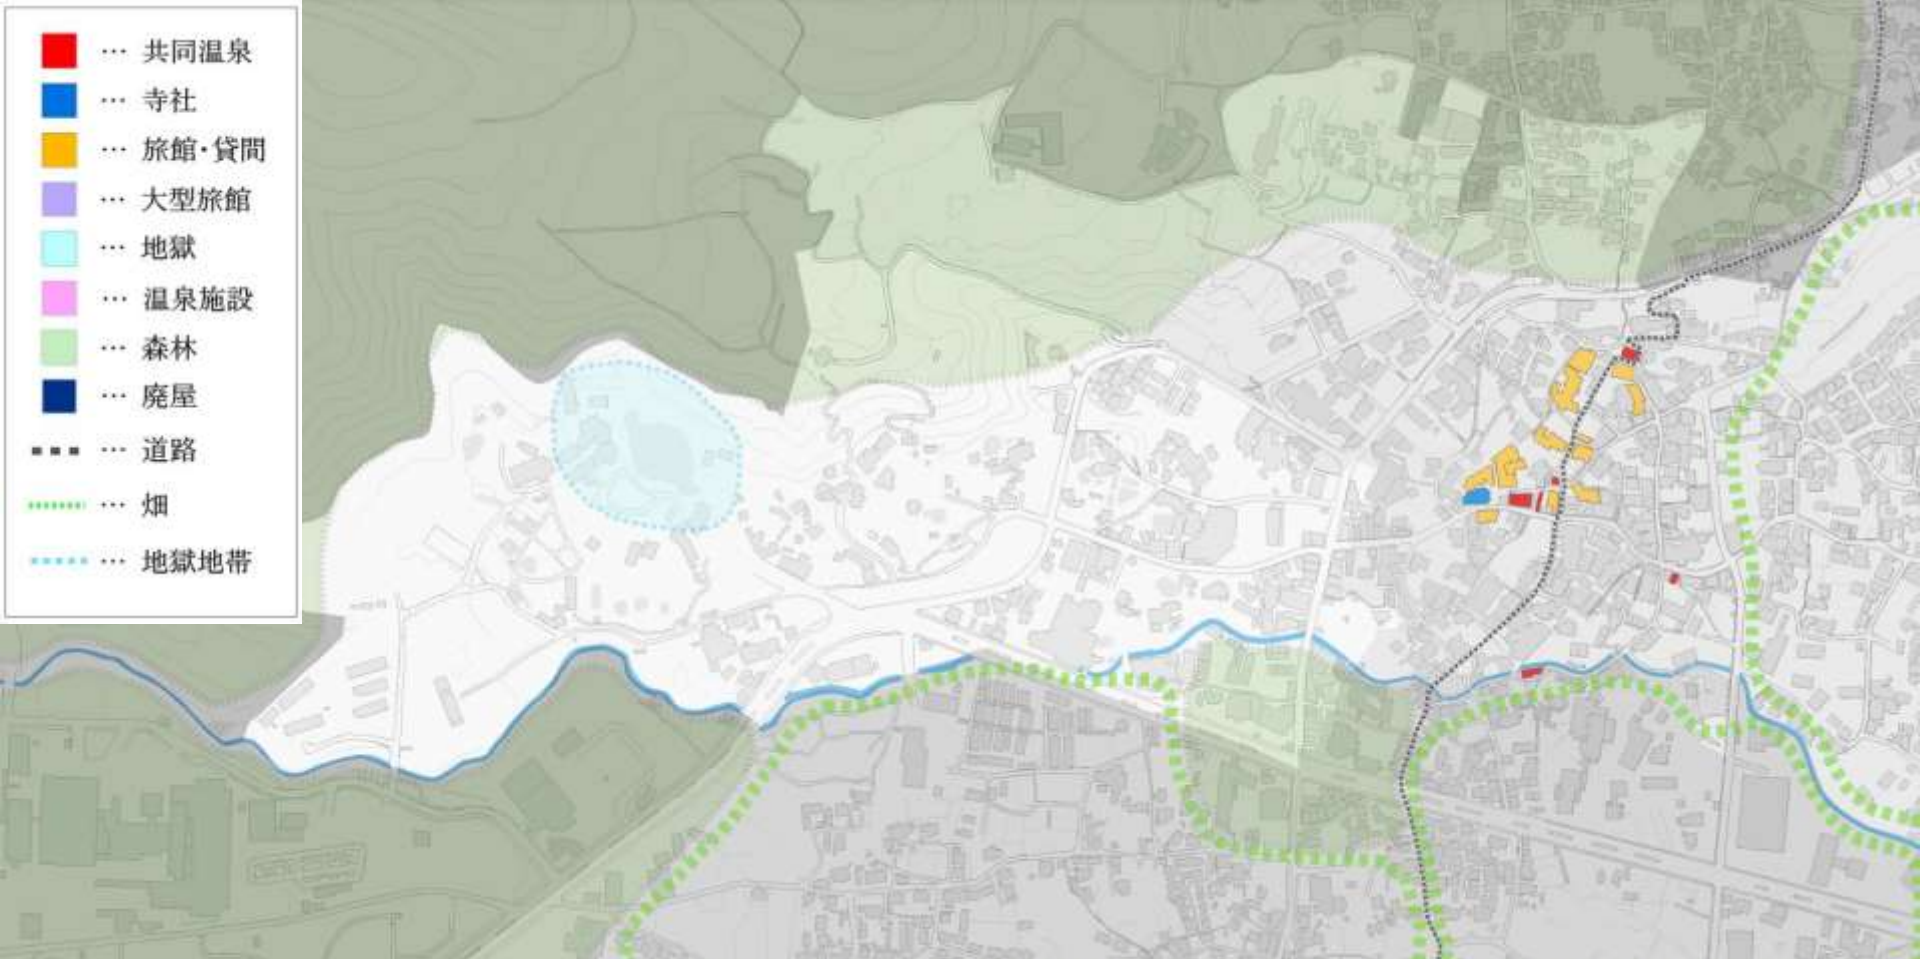 … 共同温泉
… 寺社
… 旅館・貸間
… 大型旅館
… 地獄
… 温泉施設
… 森林
… 廃屋
… 道路
… 畑
… 地獄地帯